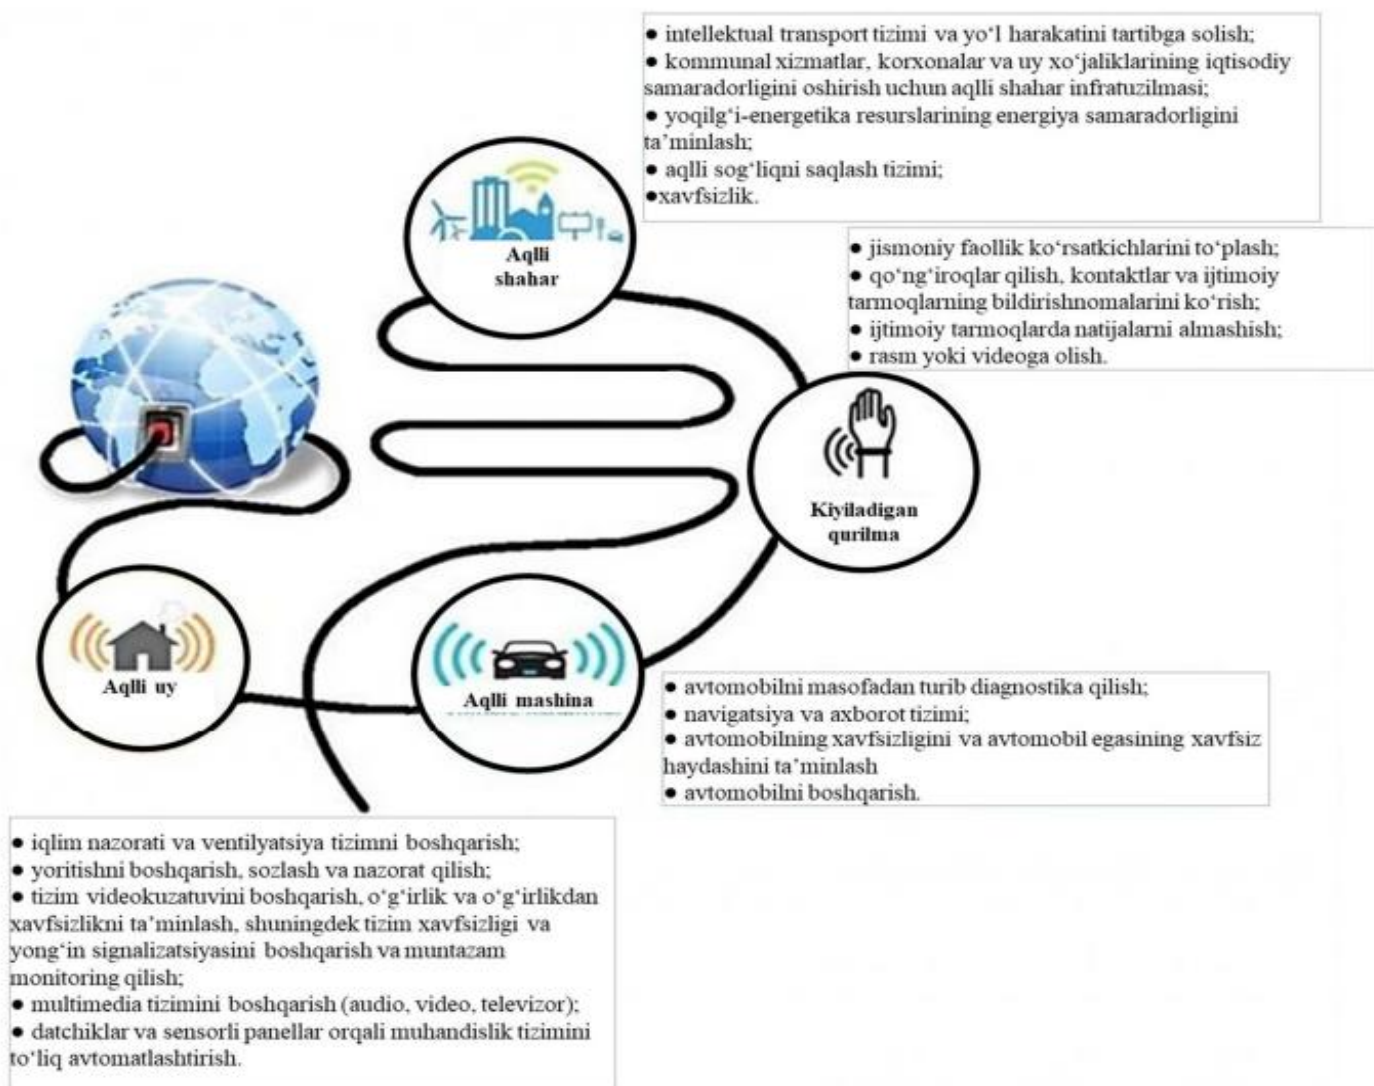 ● intellektual transport tizimi va yo‘l harakatini tartibga solish;
● kommunal xizmatlar, korxonalar va uy xo‘jaliklarining iqtisodiy
samaradorligini oshirish uchun aqlli shahar infratuzilmasi;
● yoqilg‘i-energetika resurslarining energiya samaradorligini
ta’minlash;
● aqlli sog‘liqni saqlash tizimi;
●xavfsizlik.
Aqlli
shahar
● jismoniy faollik ko‘rsatkichlarini to‘plash;
● qo‘ng‘iroqlar qilish, kontaktlar va ijtimoiy
tarmoqlarning bildirishnomalarini ko‘rish;
● ijtimoiy tarmoqlarda natijalarni almashish;
● rasm yoki videoga olish.
Kiyiladigan
qurilma
Aqlli uy
Aqlli mashina
● avtomobilni masofadan turib diagnostika qilish;
● navigatsiya va axborot tizimi;
● avtomobilning xavfsizligini va avtomobil egasining xavfsiz
haydashini ta’minlash
● avtomobilni boshqarish.
● iqlim nazorati va ventilyatsiya tizimni boshqarish;
● yoritishni boshqarish, sozlash va nazorat qilish;
● tizim videokuzatuvini boshqarish, o‘g‘irlik va o‘g‘irlikdan
xavfsizlikni ta’minlash, shuningdek tizim xavfsizligi va
yong‘in signalizatsiyasini boshqarish va muntazam
monitoring qilish;
● multimedia tizimini boshqarish (audio, video, televizor);
● datchiklar va sensorli panellar orqali muhandislik tizimini
to‘liq avtomatlashtirish.